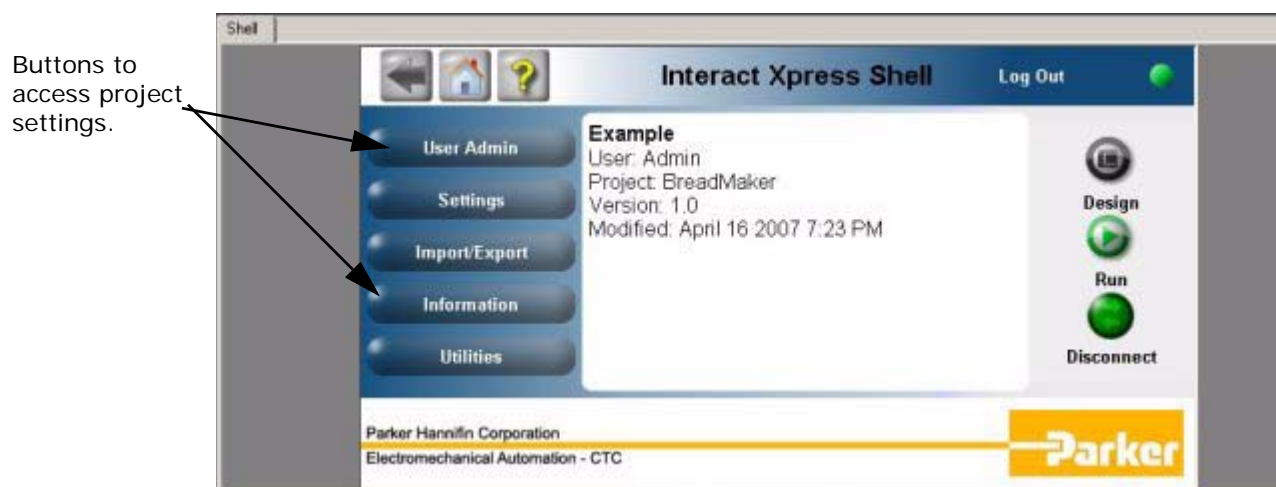 Shell
Buttons to
access project
settings.
Interact Xpress Shell
Log Out
User Admin
Settings
Import/Export
Information
Utilities
Example
User: Admin
Project: BreadMaker
Version: 1.0
Modified: April 16 2007 7:23 PM
Design
Run
Disconnect
Parker Hannifin Corporation
Electromechanical Automation - CTC
Parker